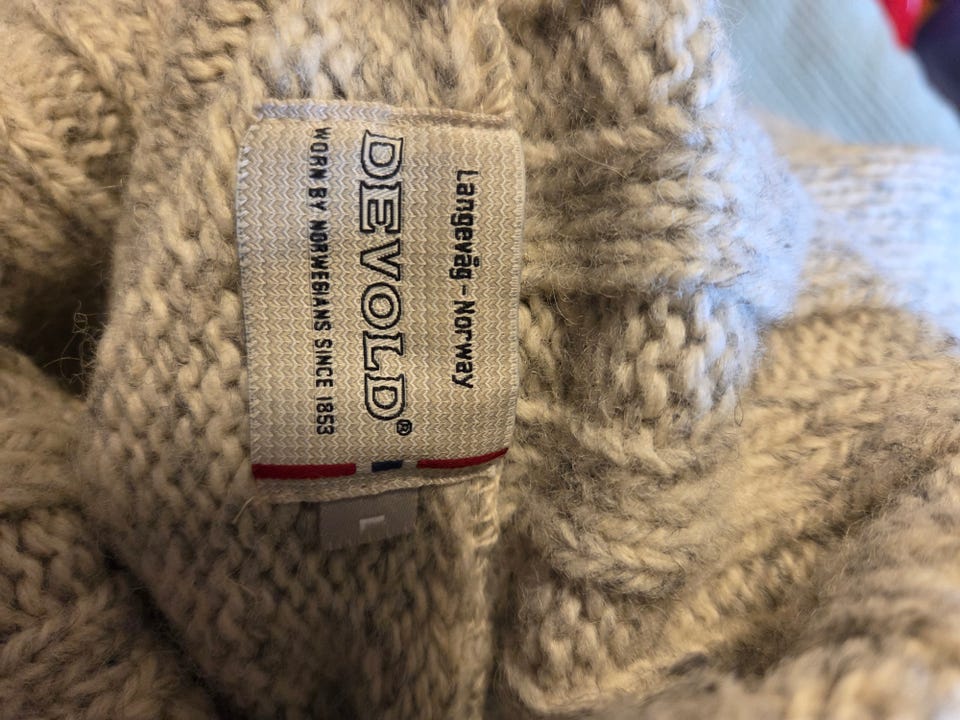 Langevåg - Norway
DEVOLD®
WORN BY NORWEGIANS SINCE 1853
L